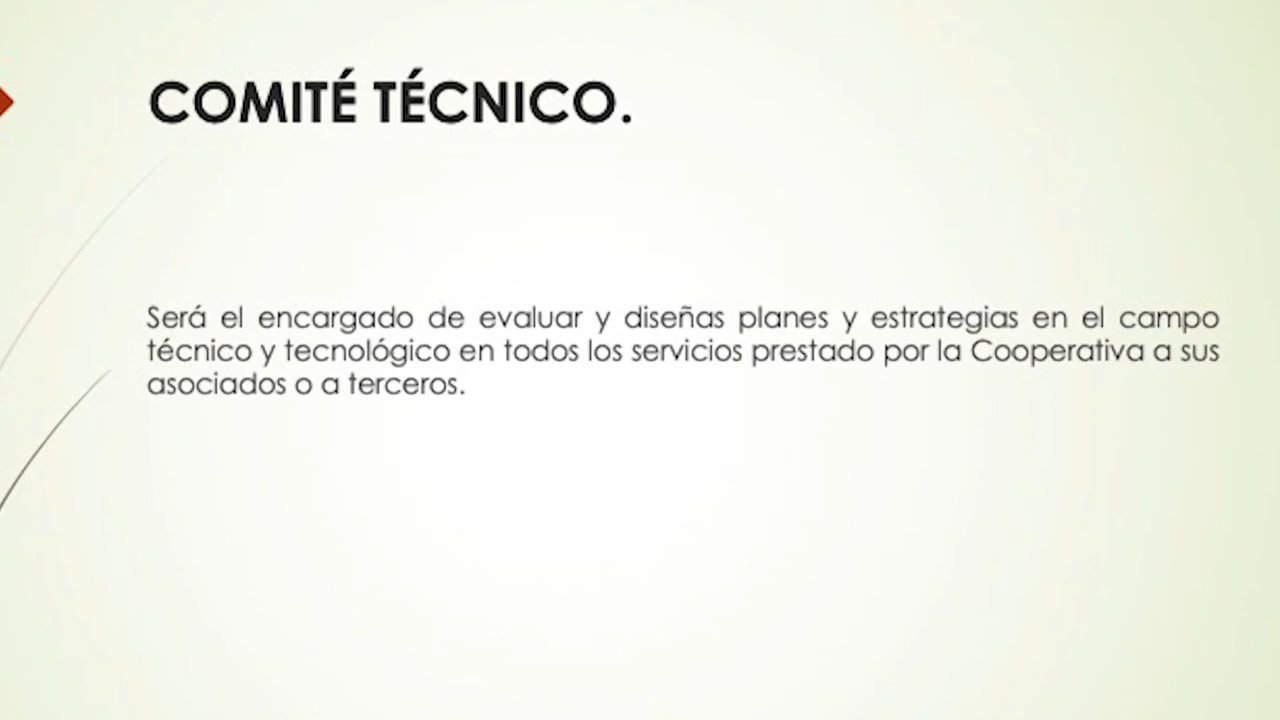 COMITÉ TÉCNICO.
Será el encargado de evaluar y diseñas planes y estrategias en el campo
técnico y tecnológico en todos los servicios prestado por la Cooperativa a sus
asociados o a terceros.